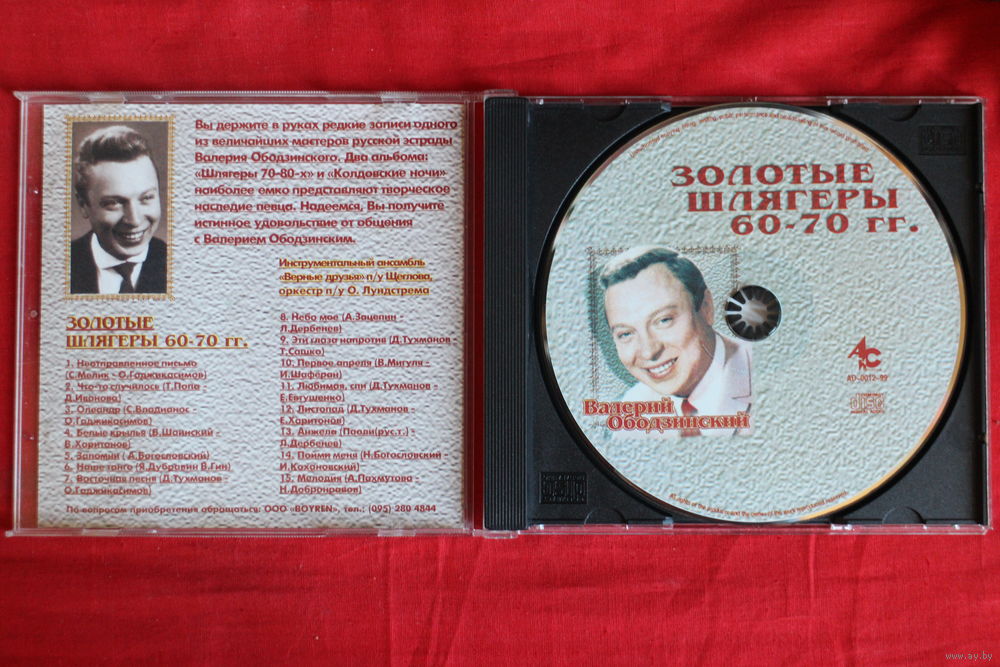 Вы держите в руках редкие записи одного
из величайших мастеров русской эстрады
Валерия Ободзинского. Два альбома:
«Шлягеры 70-80-х» и «Колдовские ночи»
наиболее емко представляют творческое
наследие певца. Надеемся, Вы получите
истинное удовольствие от общения
с Валерием Ободзинским.
Инструментальный ансамбль
«Верные друзья» п/у Щеглова,
оркестр п/у О. Лундстрема
ЗОЛОТЫЕ
ШЛЯГЕРЫ 60-70 гг.
1. Неотправленное письмо
(С.Мелик - О.Гаджикасимов)
2. Что-то случилось (Т.Попа -
Д.Иванова)
3. Олеандр (С.Владианос -
О.Гаджикасимов)
4. Белые крылья (В.Шаинский -
В.Харитонов)
5. Запомни ( А.Богословский)
6. Наше танго (Я.Дубравин В.Гин)
7. Восточная песня (Д.Тухманов -
О.Гаджикасимов)
8. Небо мое (А.Зацепин -
Л.Дербенев)
9. Эти глаза напротив (Д.Тухманов -
Т.Сашко)
10. Первое апреля (В.Мигуля -
И.Шаферан)
11. Любимая, спи (Д.Тухманов -
Е.Евтушенко)
12. Листопад (Д.Тухманов -
Е.Харитонов)
13. Анжела (Паоли(рус.т.) -
Л.Дербенев)
14. Пойми меня (Н.Богословский -
И.Кохановский)
15. Мелодия (А.Пахмутова -
Н.Добронравов)
По вопросам приобретения обращаться: ООО «BOYREN», тел.: (095) 280 4844
ЗОЛОТЫЕ
ШЛЯГЕРЫ
60-70 гг.
AD-0012-99
Валерий
Ободзинский
www.ay.by